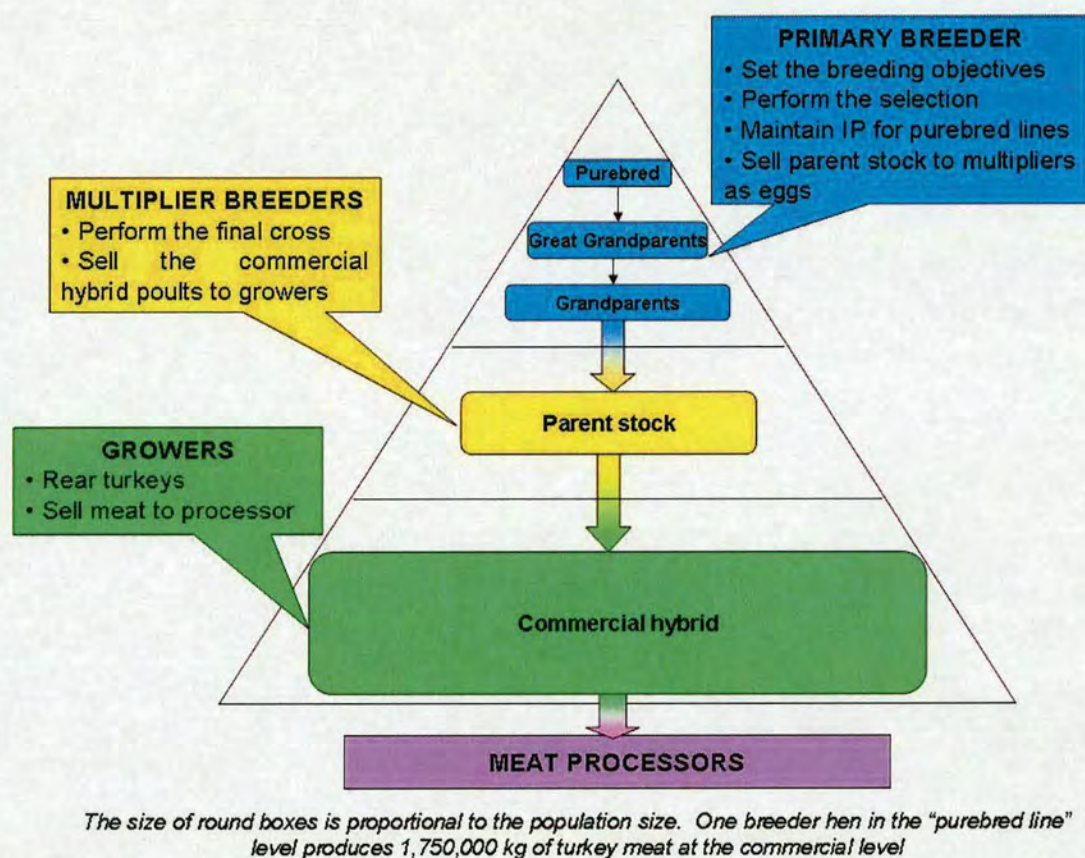 PRIMARY BREEDER
• Set the breeding objectives
• Perform the selection
• Maintain IP for purebred lines
• Sell parent stock to multipliers
as eggs
Purebred
MULTIPLIER BREEDERS
• Perform the final cross
• Sell the commercial
hybrid poults to growers
Great Grandparents
Grandparents
Parent stock
GROWERS
• Rear turkeys
• Sell meat to processor
Commercial hybrid
MEAT PROCESSORS
The size of round boxes is proportional to the population size. One breeder hen in the "purebred line"
level produces 1,750,000 kg of turkey meat at the commercial level